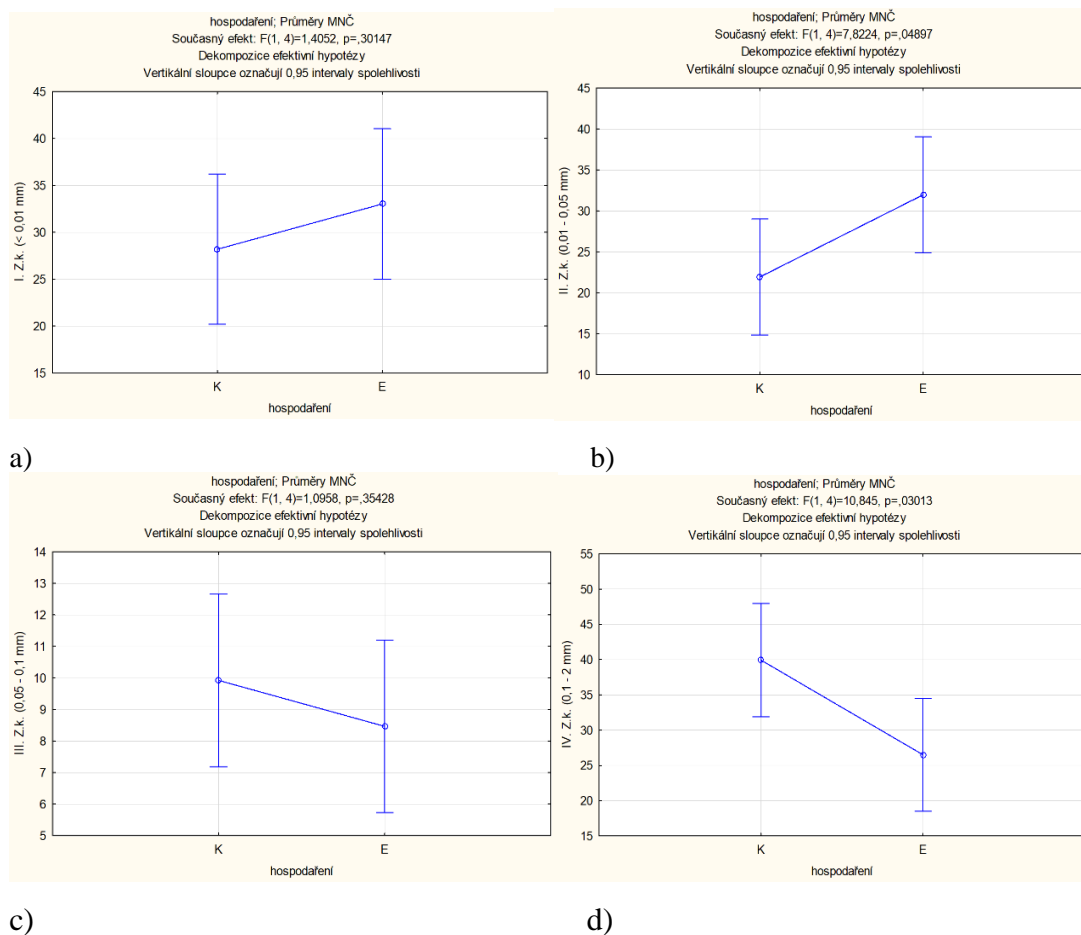 hospodaření; Průměry MNČ
Současný efekt: F(1, 4)=1,4052, p=,30147
Dekompozice efektivní hypotézy
Vertikální sloupce označují 0,95 intervaly spolehlivosti
45
40
35
30
25
20
15
I. Z.k. (< 0,01 mm)
K E
hospodaření
a)
hospodaření; Průměry MNČ
Současný efekt: F(1, 4)=7,8224, p=,04897
Dekompozice efektivní hypotézy
Vertikální sloupce označují 0,95 intervaly spolehlivosti
45
40
35
30
25
20
15
10
II. Z.k. (0,01 - 0,05 mm)
K E
hospodaření
b)
hospodaření; Průměry MNČ
Současný efekt: F(1, 4)=1,0958, p=,35428
Dekompozice efektivní hypotézy
Vertikální sloupce označují 0,95 intervaly spolehlivosti
14
13
12
11
10
9
8
7
6
5
III. Z.k. (0,05 - 0,1 mm)
K E
hospodaření
c)
hospodaření; Průměry MNČ
Současný efekt: F(1, 4)=10,845, p=,03013
Dekompozice efektivní hypotézy
Vertikální sloupce označují 0,95 intervaly spolehlivosti
55
50
45
40
35
30
25
20
15
IV. Z.k. (0,1 - 2 mm)
K E
hospodaření
d)